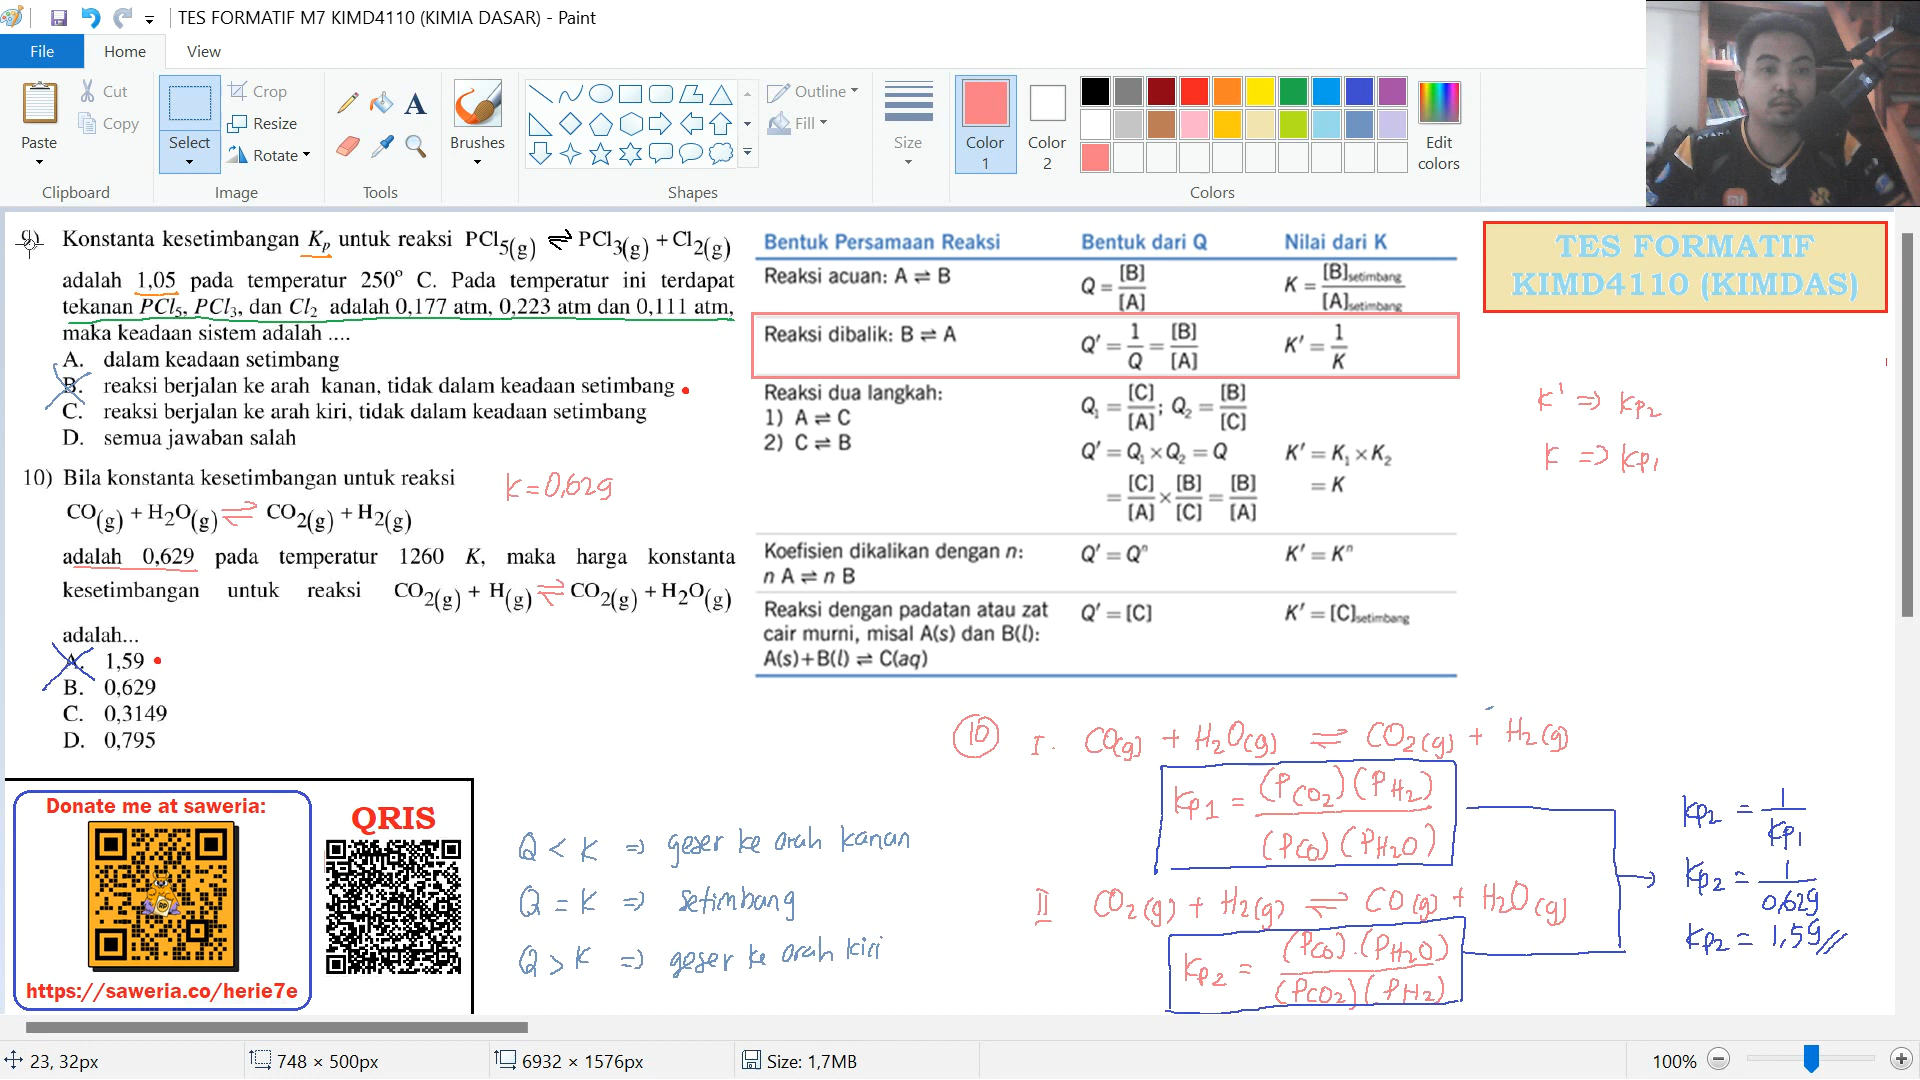 TES FORMATIF M7 KIMD4110 (KIMIA DASAR) - Paint
File
Home
View
Paste
Cut
Copy
Clipboard
Select
Crop
Resize
Rotate
Image
A
Tools
Brushes
Outline
Fill
Shapes
Size
Color 1
Color 2
Edit colors
Colors
9) Konstanta kesetimbangan Kp untuk reaksi PCl5(g) ⇌ PCl3(g) + Cl2(g)
adalah 1,05 pada temperatur 250° C. Pada temperatur ini terdapat
tekanan PCl5, PCl3, dan Cl2 adalah 0,177 atm, 0,223 atm dan 0,111 atm,
maka keadaan sistem adalah ....
A. dalam keadaan setimbang
B. reaksi berjalan ke arah kanan, tidak dalam keadaan setimbang
C. reaksi berjalan ke arah kiri, tidak dalam keadaan setimbang
D. semua jawaban salah
10) Bila konstanta kesetimbangan untuk reaksi
K = 0,629
CO(g) + H2O(g) ⇌ CO2(g) + H2(g)
adalah 0,629 pada temperatur 1260 K, maka harga konstanta
kesetimbangan untuk reaksi CO2(g) + H(g) ⇌ CO2(g) + H2O(g)
adalah...
A. 1,59
B. 0,629
C. 0,3149
D. 0,795
Bentuk Persamaan Reaksi Bentuk dari Q Nilai dari K
Reaksi acuan: A ⇌ B Q = [B]/[A] K = [B]setimbang/[A]setimbang
Reaksi dibalik: B ⇌ A Q' = 1/Q = [B]/[A] K' = 1/K
Reaksi dua langkah:
1) A ⇌ C Q1 = [C]/[A]; Q2 = [B]/[C]
2) C ⇌ B
Q' = Q1 × Q2 = Q K' = K1 × K2
= [C]/[A] × [B]/[C] = [B]/[A] = K
Koefisien dikalikan dengan n: Q' = Q^n K' = K^n
n A ⇌ n B
Reaksi dengan padatan atau zat Q' = [C] K' = [C]setimbang
cair murni, misal A(s) dan B(l):
A(s)+B(l) ⇌ C(aq)
TES FORMATIF
KIMD4110 (KIMDAS)
K' ⇒ Kp2
K ⇒ Kp1
Donate me at saweria:
RP
https://saweria.co/herie7e
QRIS
Q < K ⇒ geser ke arah kanan
Q = K ⇒ setimbang
Q > K ⇒ geser ke arah kiri
10 I. CO(g) + H2O(g) ⇌ CO2(g) + H2(g)
Kp1 = (PCO2)(PH2)/(PCO)(PH2O)
II CO2(g) + H2(g) ⇌ CO(g) + H2O(g)
Kp2 = (PCO).(PH2O)/(PCO2)(PH2)
Kp2 = 1/Kp1
Kp2 = 1/0,629
Kp2 = 1,59//
23, 32px
748 × 500px
6932 × 1576px
Size: 1,7MB
100%